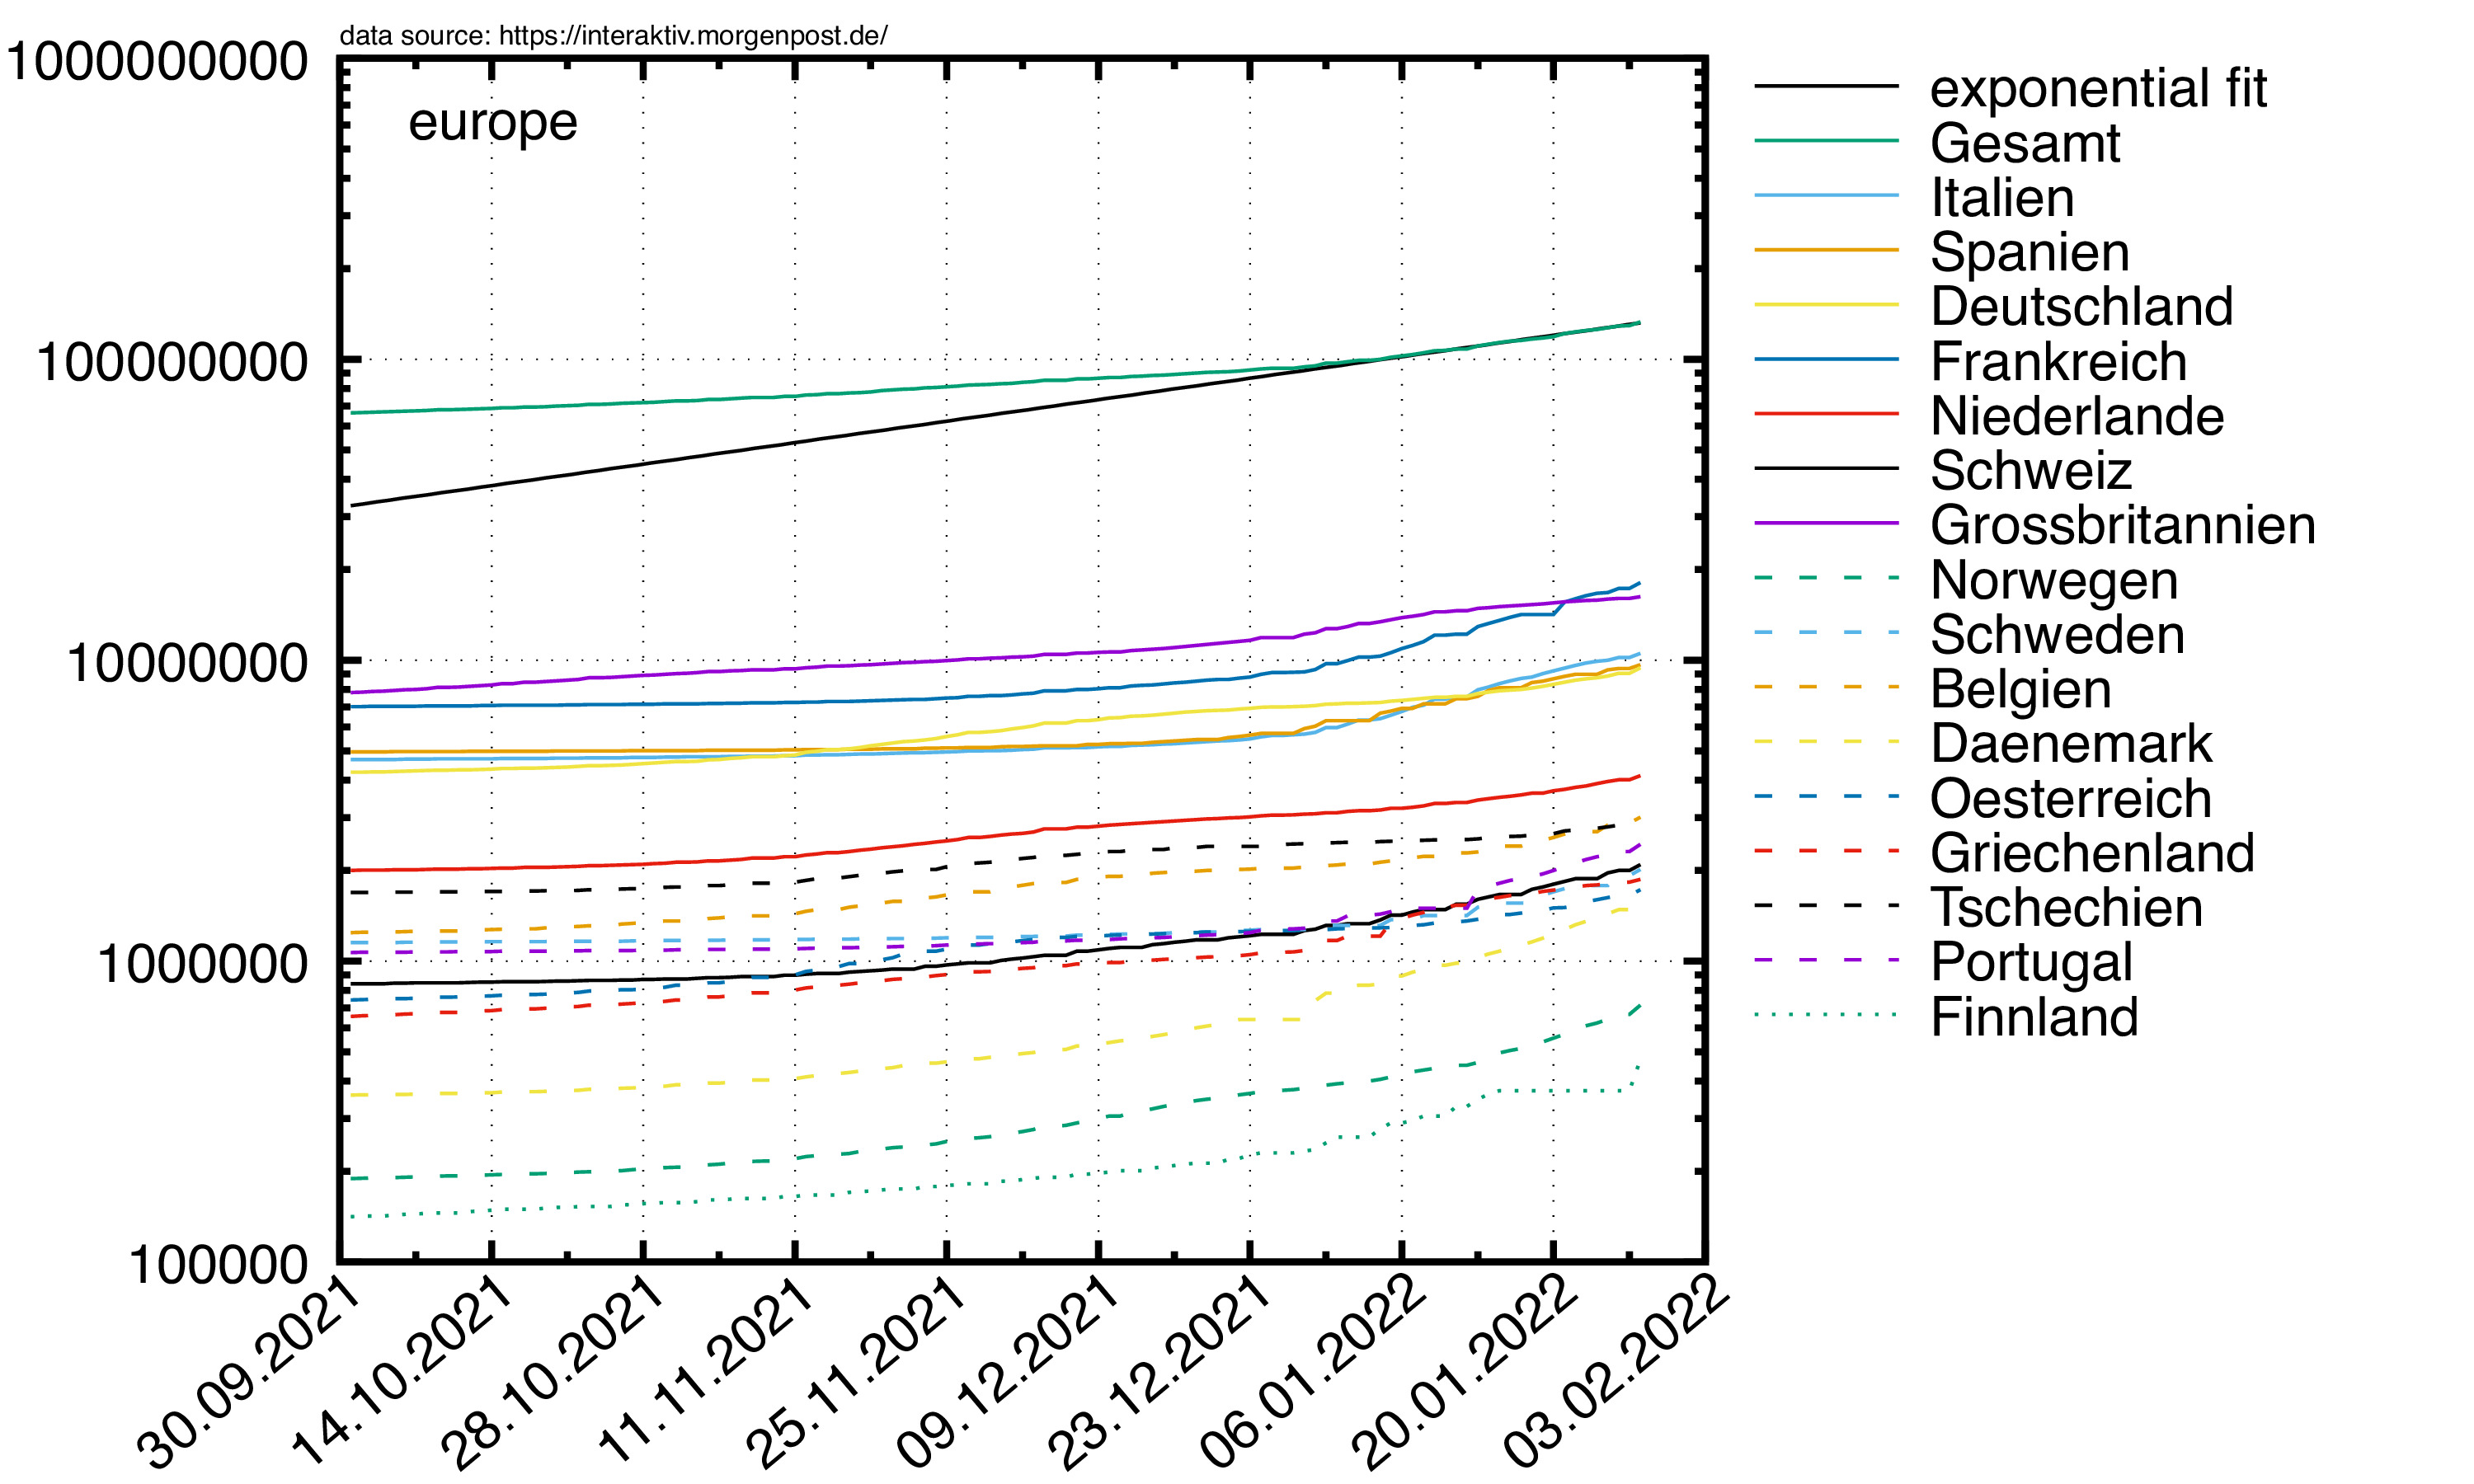 data source: https://interaktiv.morgenpost.de/
1000000000
100000000
10000000
1000000
100000
europe
30.09.2021
14.10.2021
28.10.2021
11.11.2021
25.11.2021
09.12.2021
23.12.2021
06.01.2022
20.01.2022
03.02.2022
exponential fit
Gesamt
Italien
Spanien
Deutschland
Frankreich
Niederlande
Schweiz
Grossbritannien
Norwegen
Schweden
Belgien
Daenemark
Oesterreich
Griechenland
Tschechien
Portugal
Finnland